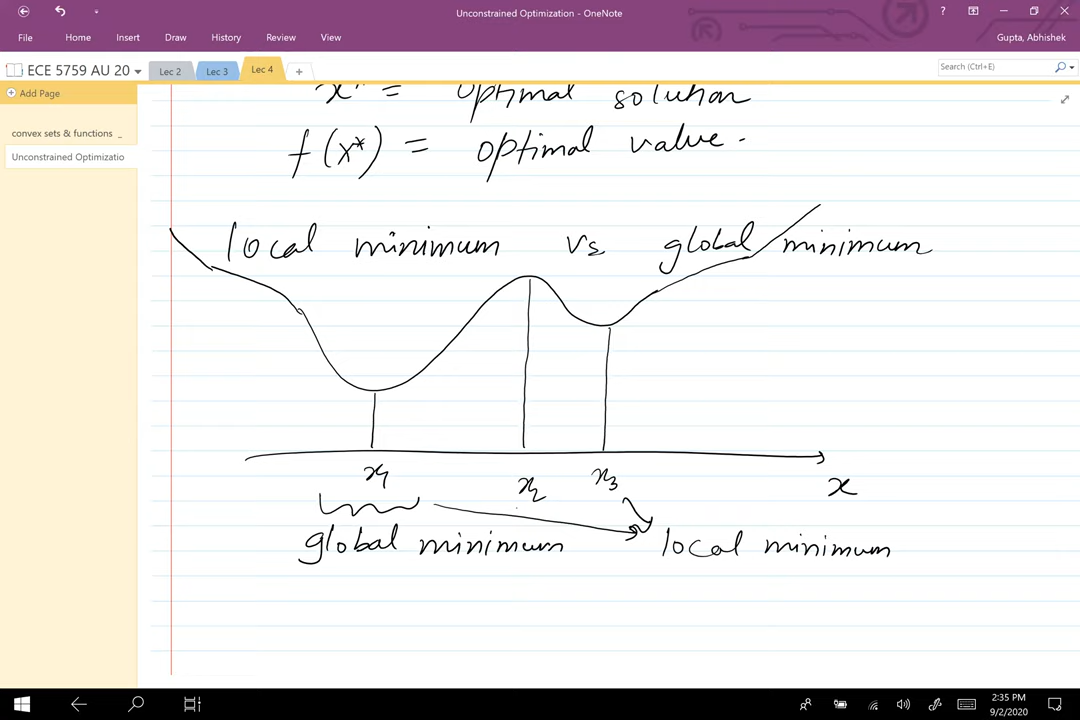 Unconstrained Optimization - OneNote
?
File Home Insert Draw History Review View
Gupta, Abhishek
ECE 5759 AU 20
Lec 2 Lec 3 Lec 4 +
Search (Ctrl+E)
Add Page
convex sets & functions _
Unconstrained Optimizatio
x* = optimal solution
f(x*) = optimal value.
local minimum vs global minimum
x1 x2 x3 x
global minimum local minimum
2:35 PM
9/2/2020